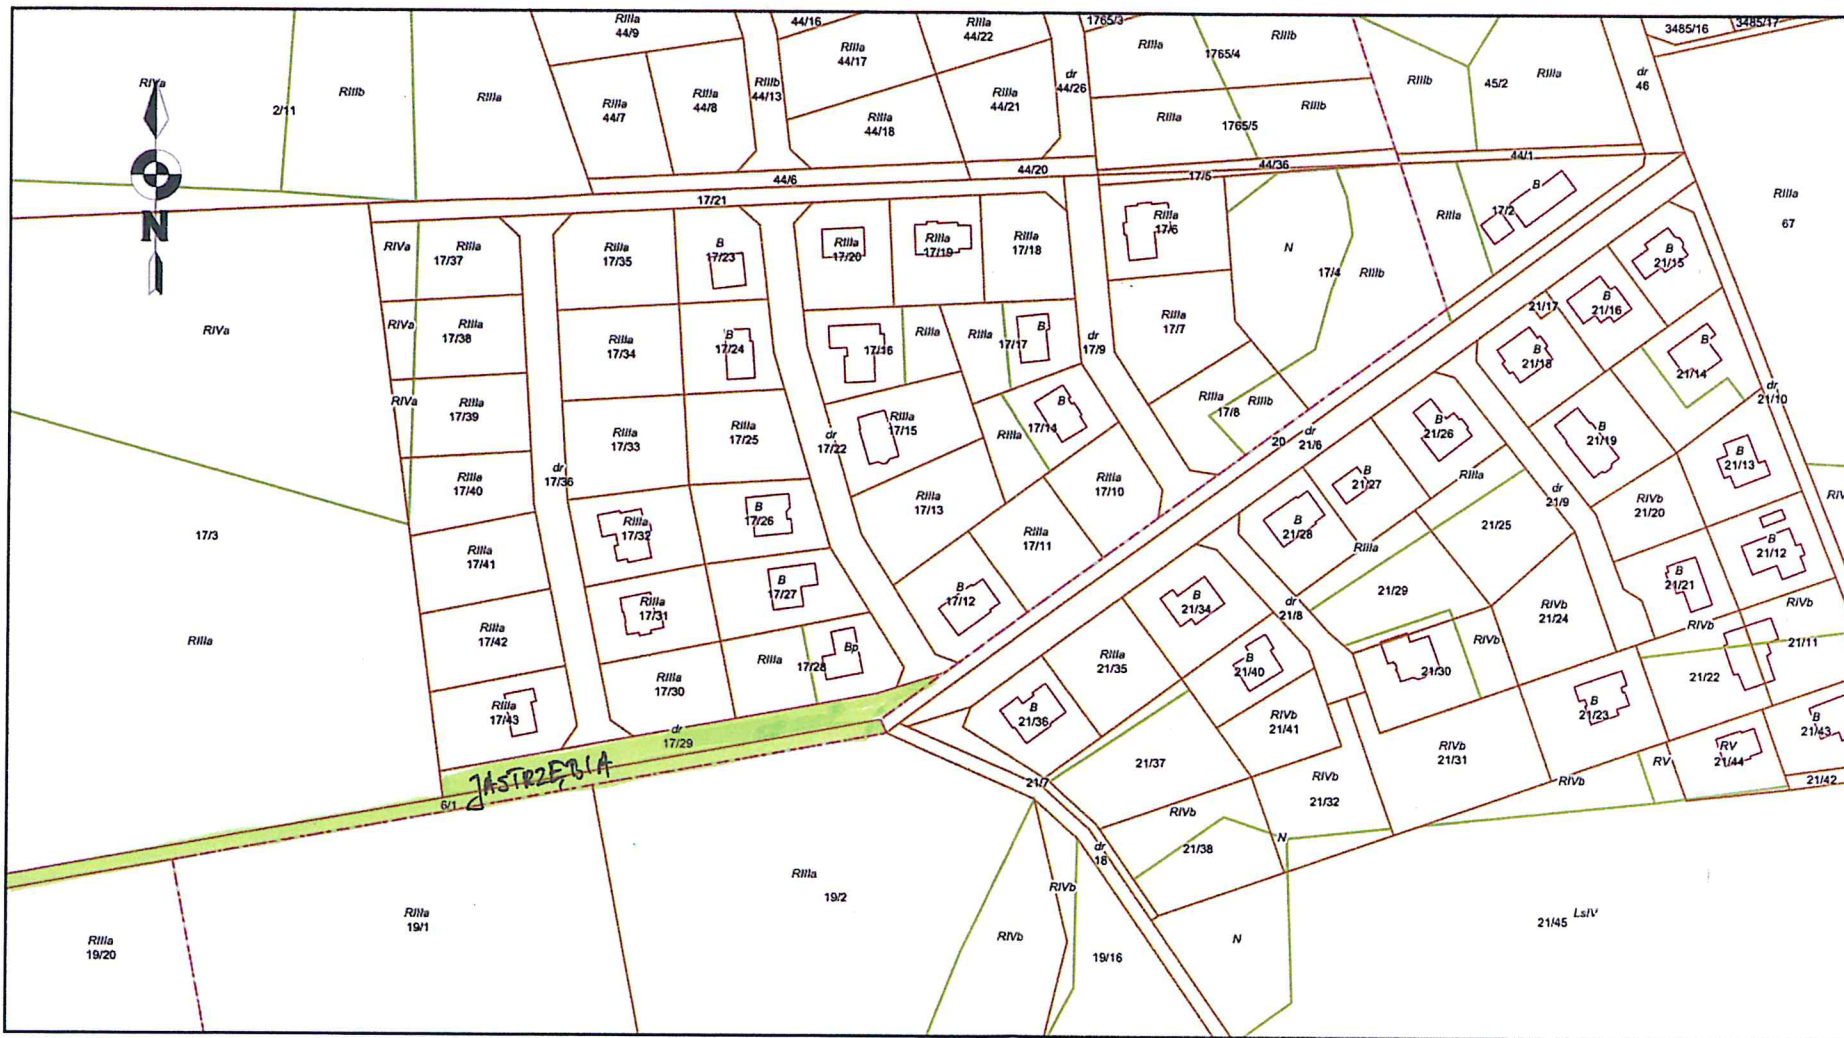 RIIIa
44/9
44/16
RIIIa
44/22
1765/3
RIIIb
3485/16
3485/17
RIIIa
44/17
RIIIa
1765/4
RIVa
RIIIb
RIIIa
2/11
RIIIa
44/7
RIIIa
44/8
RIIIb
44/13
RIIIa
44/21
dr
44/26
RIIIb
45/2
RIIIa
dr
46
RIIIa
44/18
RIIIa
1765/5
RIIIb
44/6
44/20
17/5
44/36
44/1
17/21
N
RIVa
RIIIa
17/37
RIIIa
17/35
B
17/23
RIIIa
17/20
RIIIa
17/19
RIIIa
17/18
RIIIa
17/6
N
17/4
RIIIb
RIIIa
17/2
B
RIIIa
67
B
21/15
RIVa
RIVa
RIIIa
17/38
RIIIa
17/34
B
17/24
17/16
RIIIa
RIIIa
17/17
B
dr
17/9
RIIIa
17/7
21/17
B
21/16
B
21/18
B
21/14
dr
21/10
RIVa
RIIIa
17/39
RIIIa
17/33
RIIIa
17/25
dr
17/22
RIIIa
17/15
RIIIa
17/14
B
RIIIa
17/8
RIIIb
20
dr
21/6
B
21/26
RIIIa
B
21/19
B
21/13
RIIIa
17/40
dr
17/36
B
17/26
RIIIa
17/13
RIIIa
17/10
B
21/27
dr
21/9
RIVb
21/20
17/3
RIIIa
17/32
RIIIa
17/41
RIIIa
17/11
B
21/28
RIIIa
21/25
B
21/12
B
17/27
B
17/12
B
21/34
dr
21/8
21/29
B
21/21
RIIIa
RIIIa
17/42
RIIIa
17/31
RIVb
21/24
RIVb
RIVb
21/11
RIIIa
17/28
Bp
RIIIa
21/35
B
21/40
RIVb
21/30
21/22
RIIIa
17/30
RIIIa
17/43
B
21/36
RIVb
21/41
B
21/23
B
21/43
dr
17/29
JASTRZĘBIA
6/1
21/37
RIVb
21/31
RV
RV
21/44
21/42
21/7
RIVb
21/32
RIVb
RIVb
21/38
N
dr
18
RIIIa
19/2
RIVb
RIIIa
19/1
RIIIa
19/20
RIVb
19/16
N
21/45
LsIV